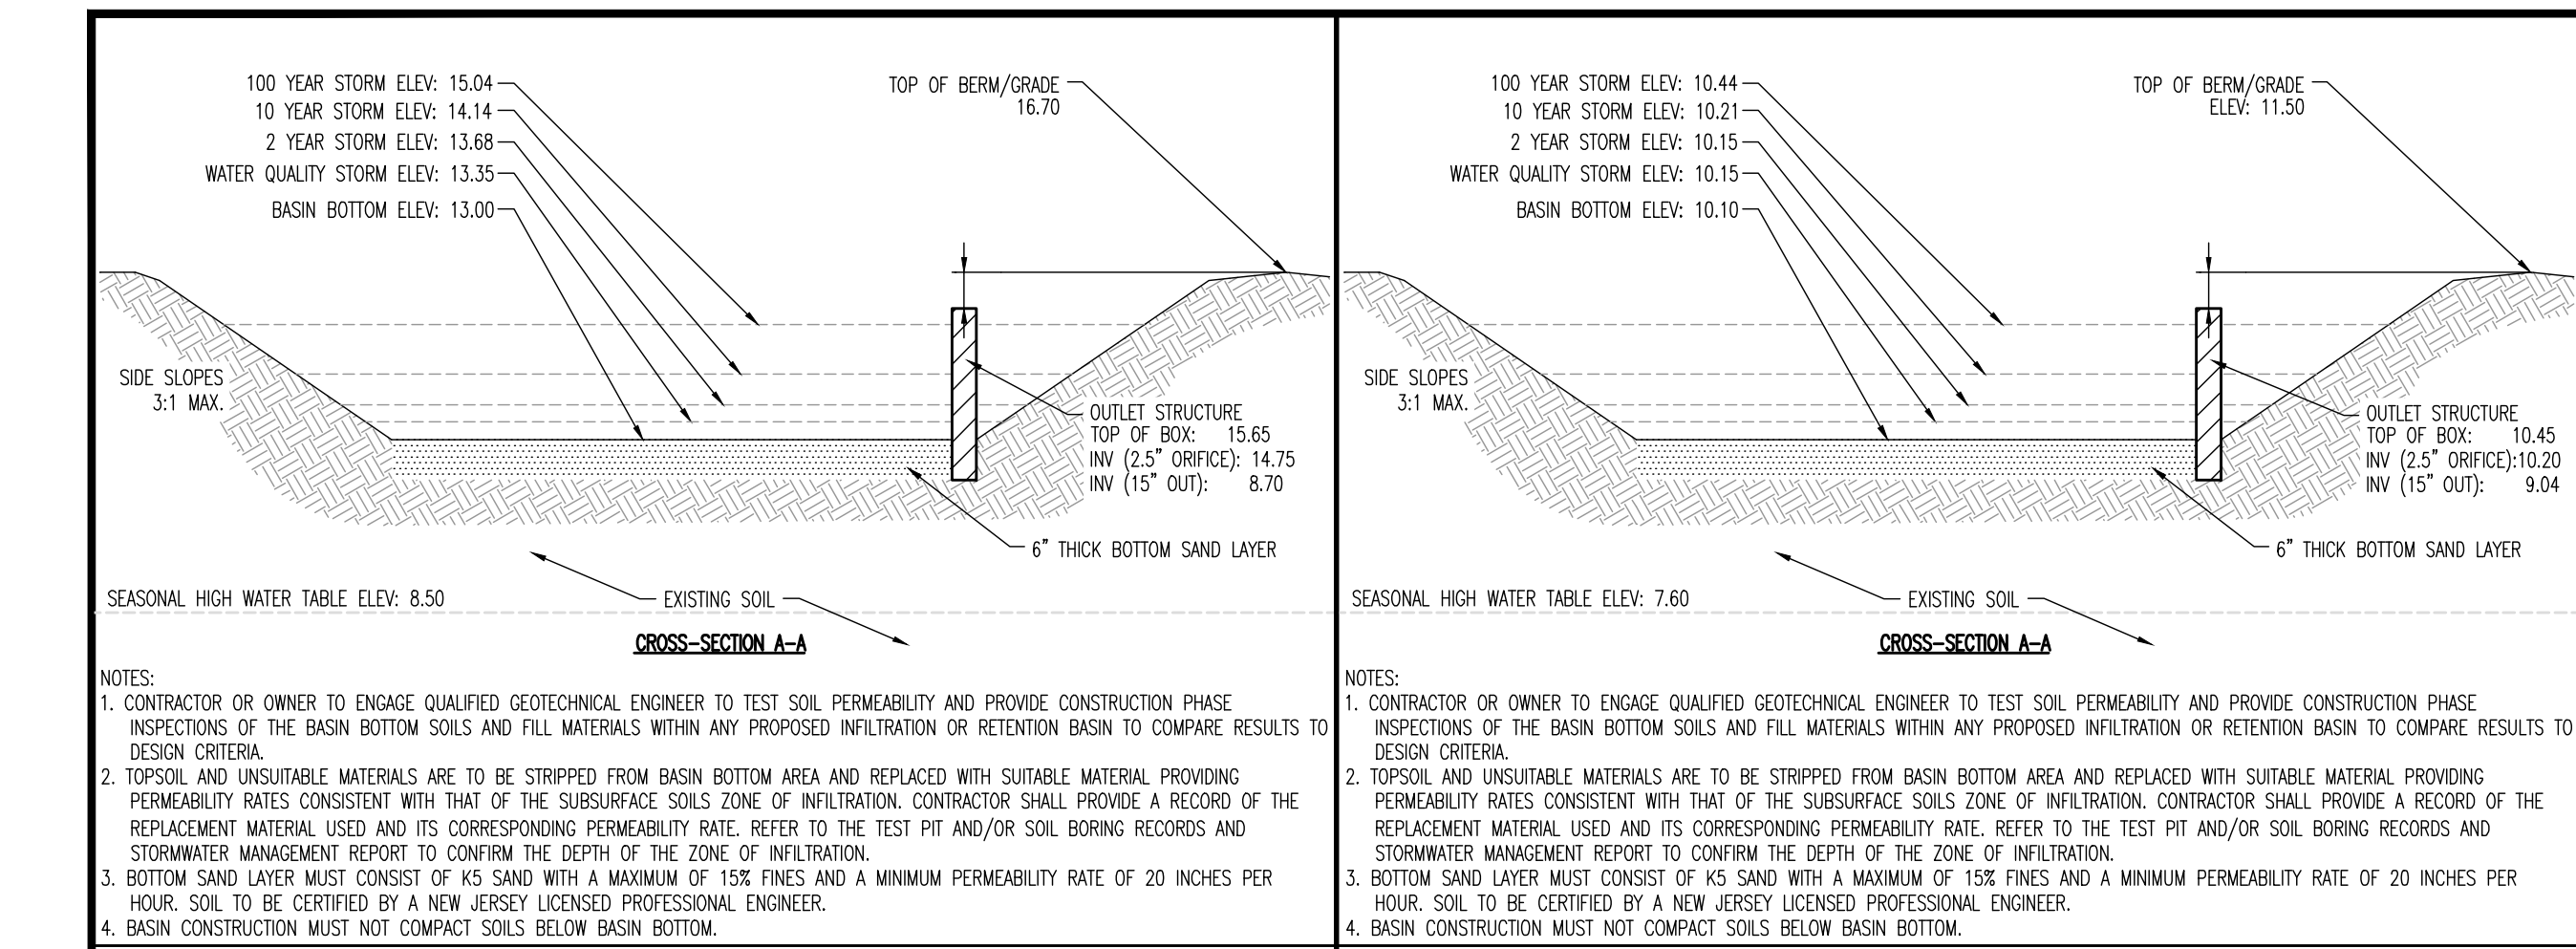 100 YEAR STORM ELEV: 15.04
10 YEAR STORM ELEV: 14.14
2 YEAR STORM ELEV: 13.68
WATER QUALITY STORM ELEV: 13.35
BASIN BOTTOM ELEV: 13.00
TOP OF BERM/GRADE
16.70
SIDE SLOPES
3:1 MAX.
OUTLET STRUCTURE
TOP OF BOX: 15.65
INV (2.5" ORIFICE): 14.75
INV (15" OUT): 8.70
6" THICK BOTTOM SAND LAYER
SEASONAL HIGH WATER TABLE ELEV: 8.50
EXISTING SOIL
CROSS-SECTION A-A
NOTES:
1. CONTRACTOR OR OWNER TO ENGAGE QUALIFIED GEOTECHNICAL ENGINEER TO TEST SOIL PERMEABILITY AND PROVIDE CONSTRUCTION PHASE
INSPECTIONS OF THE BASIN BOTTOM SOILS AND FILL MATERIALS WITHIN ANY PROPOSED INFILTRATION OR RETENTION BASIN TO COMPARE RESULTS TO
DESIGN CRITERIA.
2. TOPSOIL AND UNSUITABLE MATERIALS ARE TO BE STRIPPED FROM BASIN BOTTOM AREA AND REPLACED WITH SUITABLE MATERIAL PROVIDING
PERMEABILITY RATES CONSISTENT WITH THAT OF THE SUBSURFACE SOILS ZONE OF INFILTRATION. CONTRACTOR SHALL PROVIDE A RECORD OF THE
REPLACEMENT MATERIAL USED AND ITS CORRESPONDING PERMEABILITY RATE. REFER TO THE TEST PIT AND/OR SOIL BORING RECORDS AND
STORMWATER MANAGEMENT REPORT TO CONFIRM THE DEPTH OF THE ZONE OF INFILTRATION.
3. BOTTOM SAND LAYER MUST CONSIST OF K5 SAND WITH A MAXIMUM OF 15% FINES AND A MINIMUM PERMEABILITY RATE OF 20 INCHES PER
HOUR. SOIL TO BE CERTIFIED BY A NEW JERSEY LICENSED PROFESSIONAL ENGINEER.
4. BASIN CONSTRUCTION MUST NOT COMPACT SOILS BELOW BASIN BOTTOM.
100 YEAR STORM ELEV: 10.44
10 YEAR STORM ELEV: 10.21
2 YEAR STORM ELEV: 10.15
WATER QUALITY STORM ELEV: 10.15
BASIN BOTTOM ELEV: 10.10
TOP OF BERM/GRADE
ELEV: 11.50
SIDE SLOPES
3:1 MAX.
OUTLET STRUCTURE
TOP OF BOX: 10.45
INV (2.5" ORIFICE):10.20
INV (15" OUT): 9.04
6" THICK BOTTOM SAND LAYER
SEASONAL HIGH WATER TABLE ELEV: 7.60
EXISTING SOIL
CROSS-SECTION A-A
NOTES:
1. CONTRACTOR OR OWNER TO ENGAGE QUALIFIED GEOTECHNICAL ENGINEER TO TEST SOIL PERMEABILITY AND PROVIDE CONSTRUCTION PHASE
INSPECTIONS OF THE BASIN BOTTOM SOILS AND FILL MATERIALS WITHIN ANY PROPOSED INFILTRATION OR RETENTION BASIN TO COMPARE RESULTS TO
DESIGN CRITERIA.
2. TOPSOIL AND UNSUITABLE MATERIALS ARE TO BE STRIPPED FROM BASIN BOTTOM AREA AND REPLACED WITH SUITABLE MATERIAL PROVIDING
PERMEABILITY RATES CONSISTENT WITH THAT OF THE SUBSURFACE SOILS ZONE OF INFILTRATION. CONTRACTOR SHALL PROVIDE A RECORD OF THE
REPLACEMENT MATERIAL USED AND ITS CORRESPONDING PERMEABILITY RATE. REFER TO THE TEST PIT AND/OR SOIL BORING RECORDS AND
STORMWATER MANAGEMENT REPORT TO CONFIRM THE DEPTH OF THE ZONE OF INFILTRATION.
3. BOTTOM SAND LAYER MUST CONSIST OF K5 SAND WITH A MAXIMUM OF 15% FINES AND A MINIMUM PERMEABILITY RATE OF 20 INCHES PER
HOUR. SOIL TO BE CERTIFIED BY A NEW JERSEY LICENSED PROFESSIONAL ENGINEER.
4. BASIN CONSTRUCTION MUST NOT COMPACT SOILS BELOW BASIN BOTTOM.